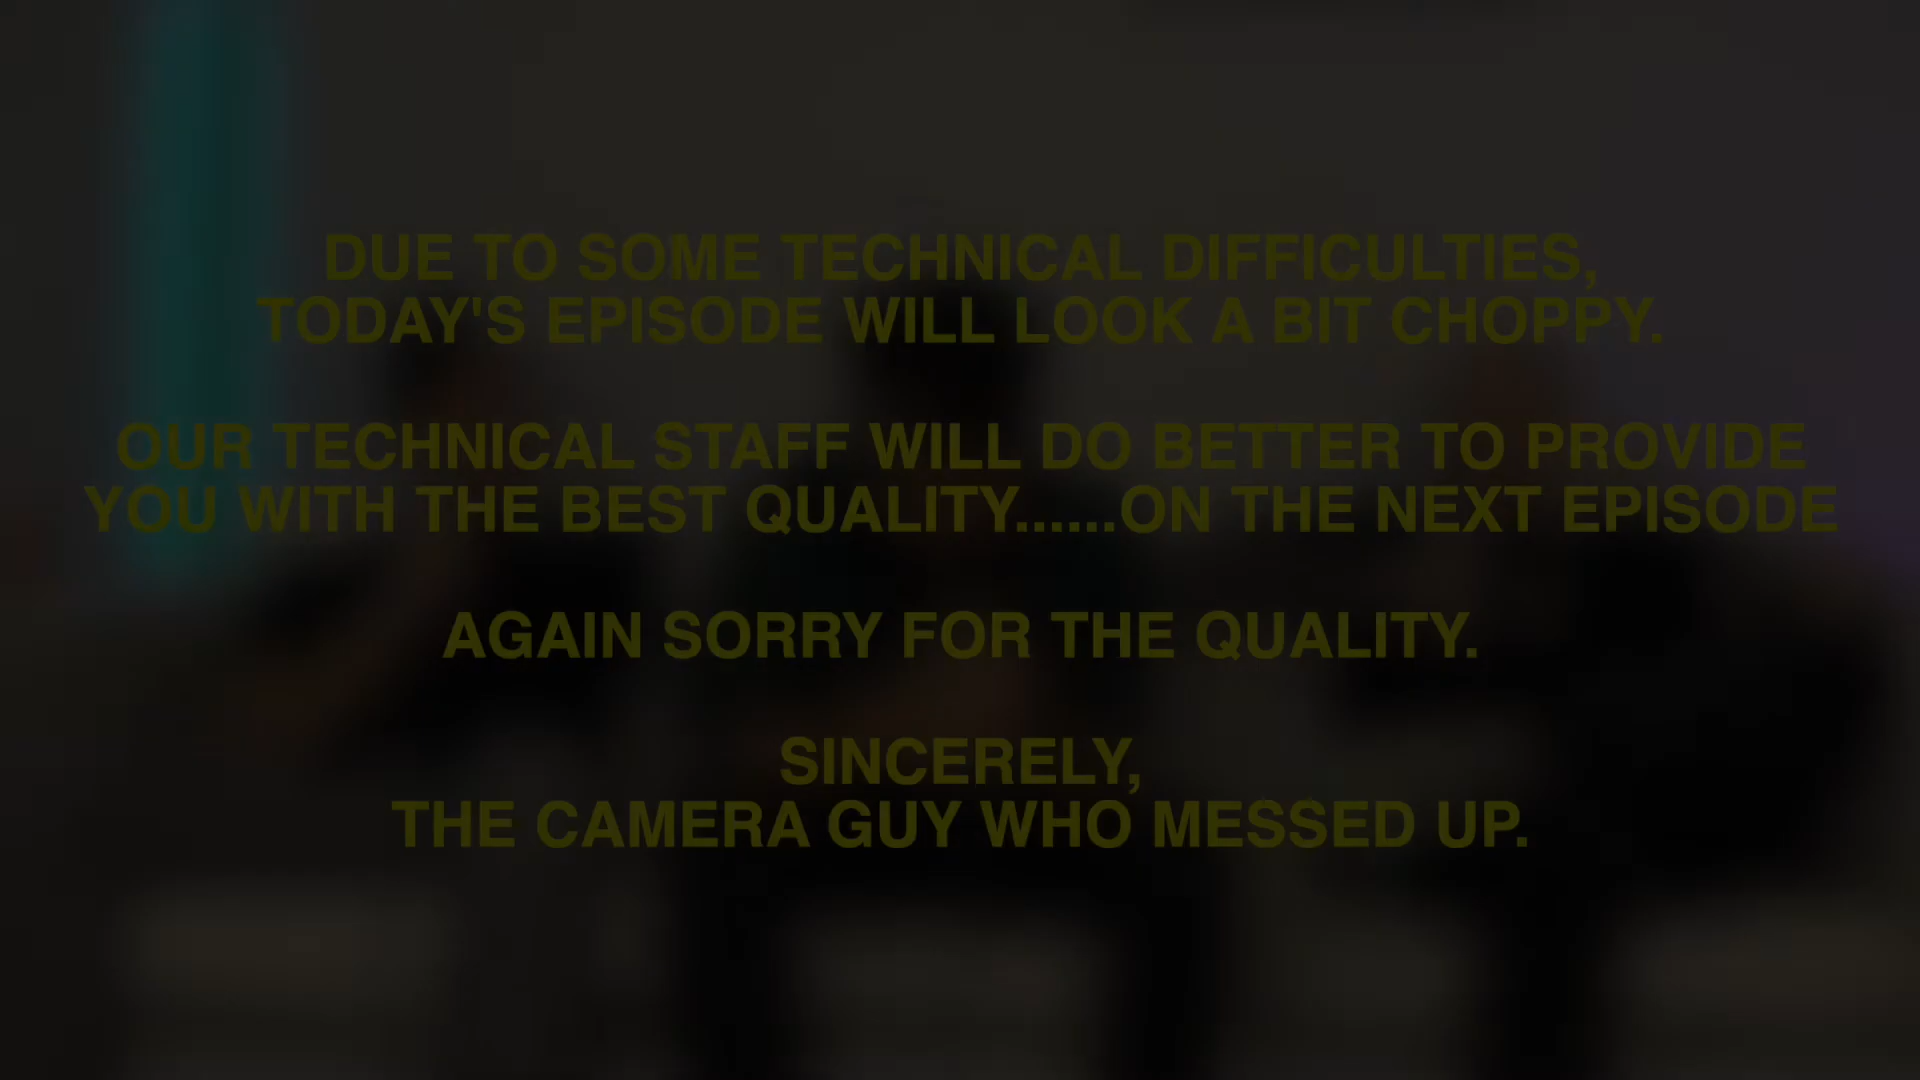 DUE TO SOME TECHNICAL DIFFICULTIES,
TODAY'S EPISODE WILL LOOK A BIT CHOPPY.
OUR TECHNICAL STAFF WILL DO BETTER TO PROVIDE
YOU WITH THE BEST QUALITY......ON THE NEXT EPISODE
AGAIN SORRY FOR THE QUALITY.
SINCERELY,
THE CAMERA GUY WHO MESSED UP.